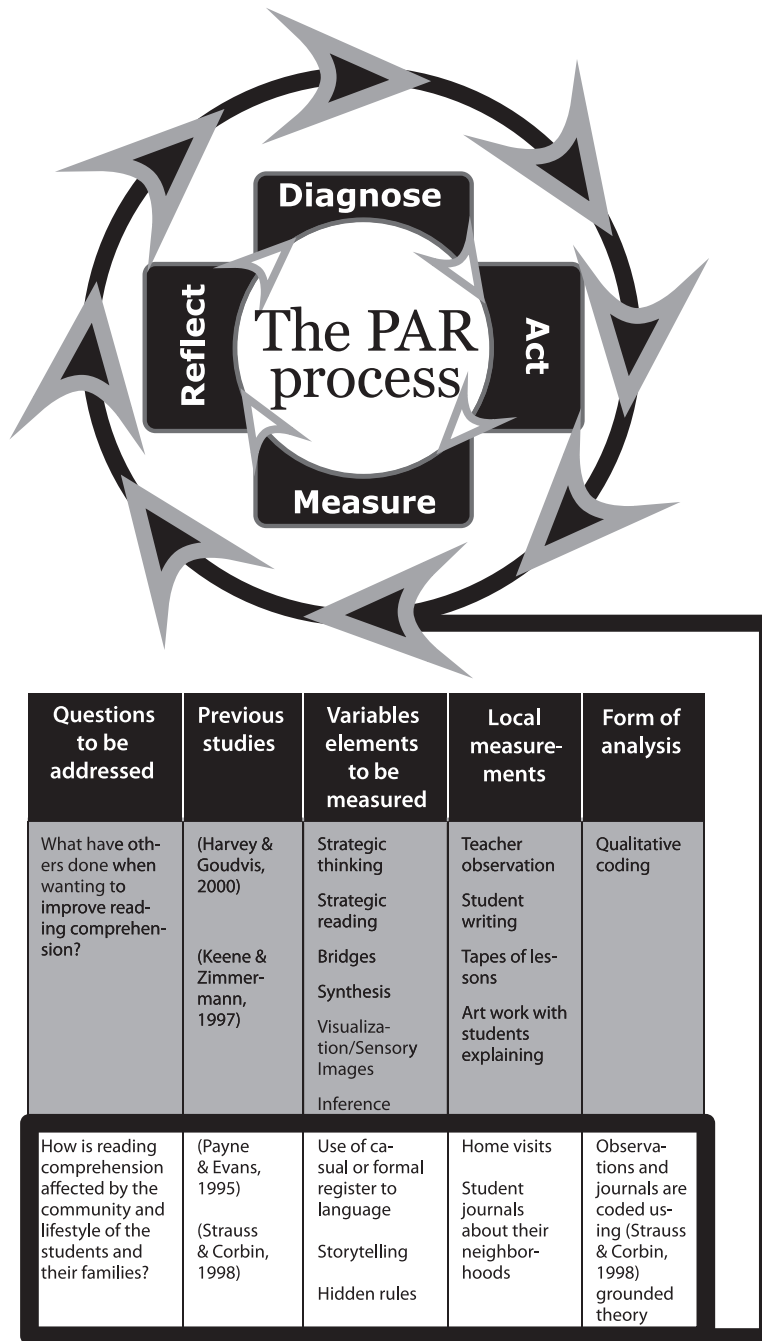 Diagnose
Reflect
The PAR
process
Act
Measure
Questions
to be
addressed
Previous
studies
Variables
elements
to be
measured
Local
measure-
ments
Form of
analysis
What have oth-
ers done when
wanting to
improve read-
ing comprehen-
sion?
(Harvey &
Goudvis,
2000)
(Keene &
Zimmer-
mann,
1997)
Strategic
thinking
Strategic
reading
Bridges
Synthesis
Visualiza-
tion/Sensory
Images
Inference
Teacher
observation
Student
writing
Tapes of les-
sons
Art work with
students
explaining
Qualitative
coding
How is reading
comprehension
affected by the
community and
lifestyle of the
students and
their families?
(Payne
& Evans,
1995)
(Strauss
& Corbin,
1998)
Use of ca-
sual or formal
register to
language
Storytelling
Hidden rules
Home visits
Student
journals
about their
neighbor-
hoods
Observa-
tions and
journals are
coded us-
ing (Strauss
& Corbin,
1998)
grounded
theory